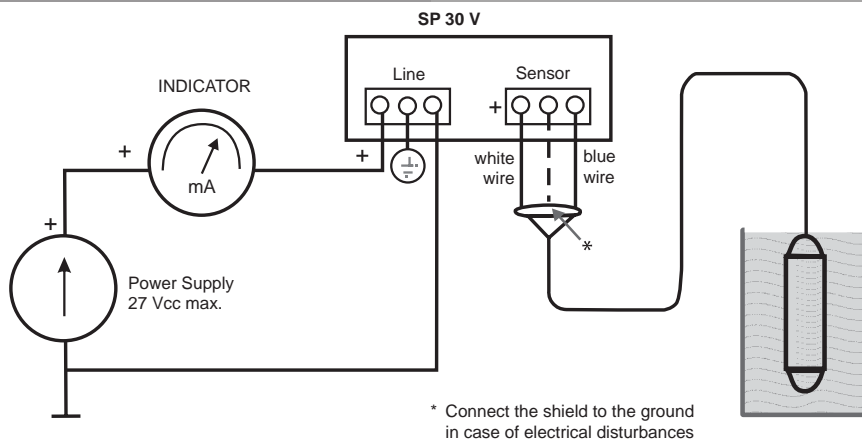 SP 30 V
Line
Sensor
INDICATOR
+
+
+
mA
white
wire
blue
wire
+
*
Power Supply
27 Vcc max.
* Connect the shield to the ground
in case of electrical disturbances